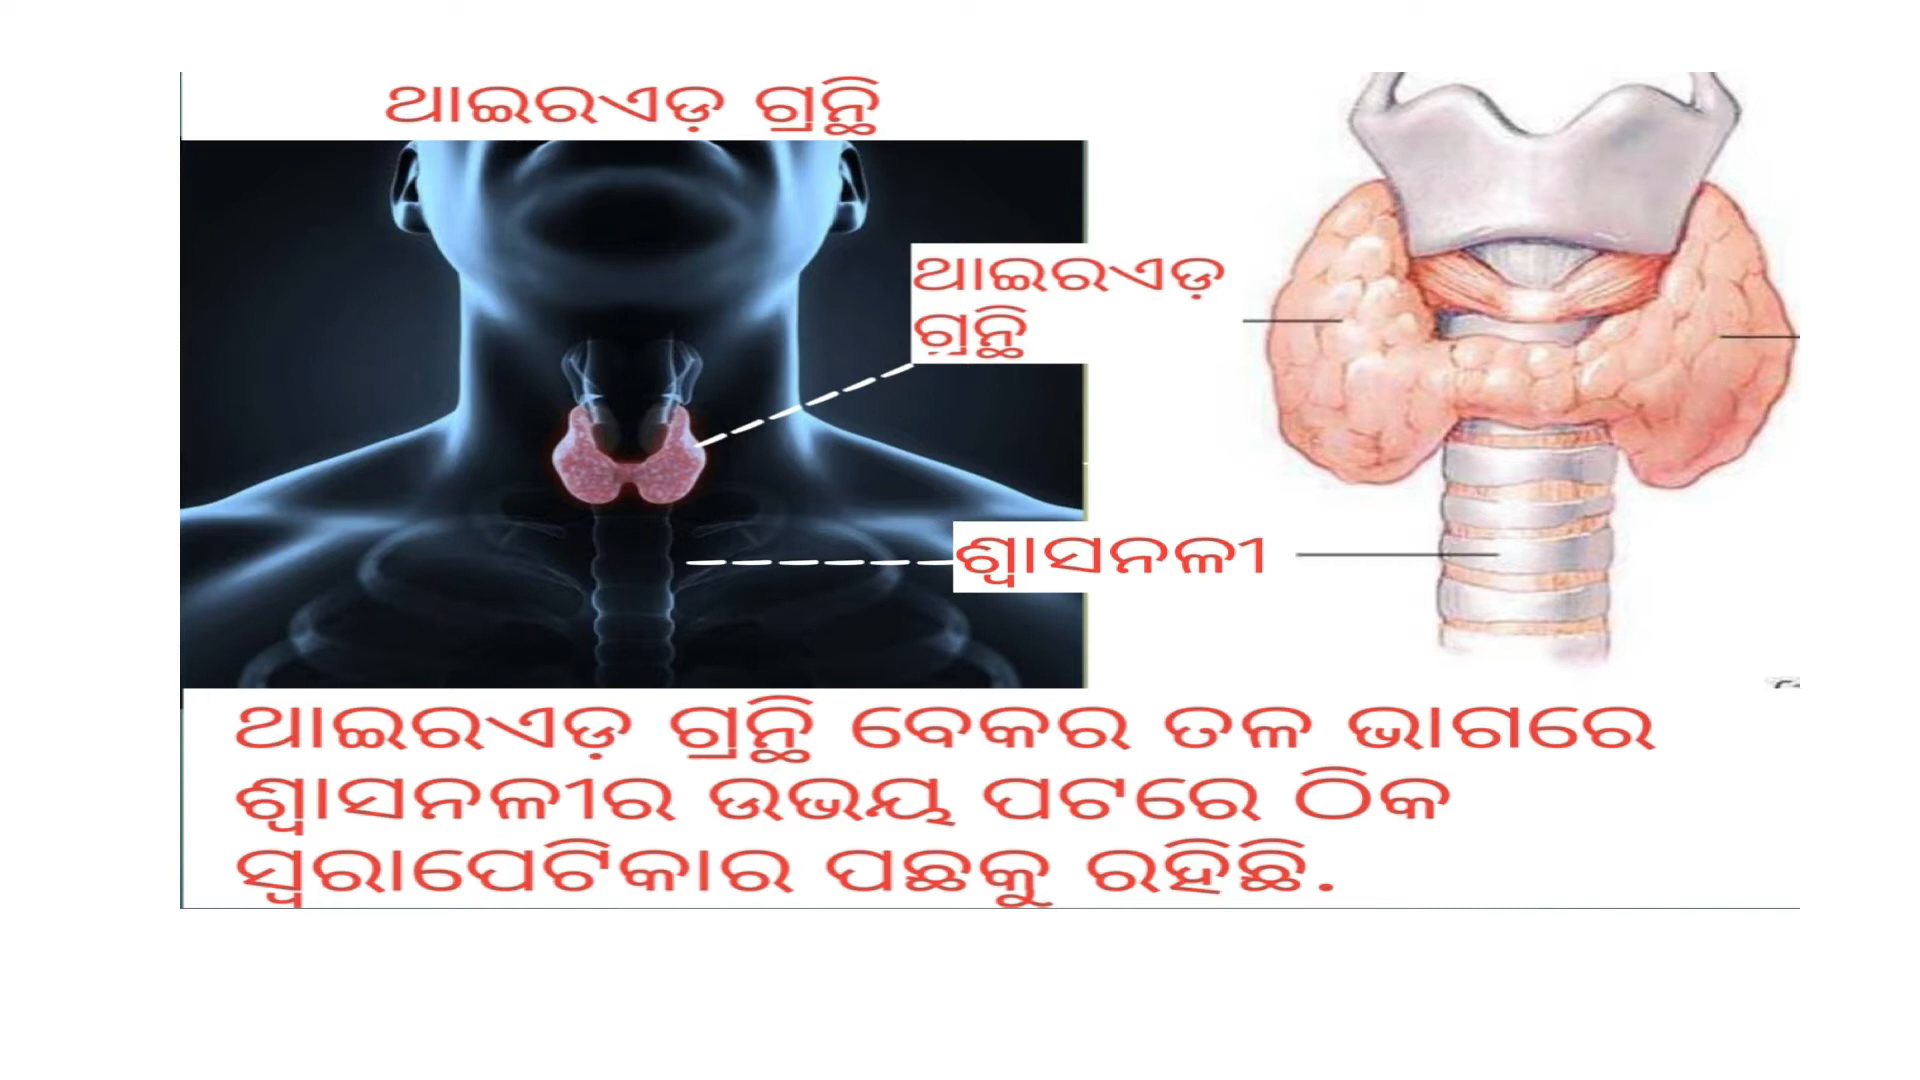 ଥାଇରଏଡ଼ ଗ୍ରନ୍ଥି
ଥାଇରଏଡ଼
ଗ୍ରନ୍ଥି
ଶ୍ୱାସନଳୀ
ଥାଇରଏଡ଼ ଗ୍ରନ୍ଥି ବେକର ତଳ ଭାଗରେ
ଶ୍ୱାସନଳୀର ଉଭୟ ପଟରେ ଠିକ
ସ୍ୱରାପେଟିକାର ପଛକୁ ରହିଛି.